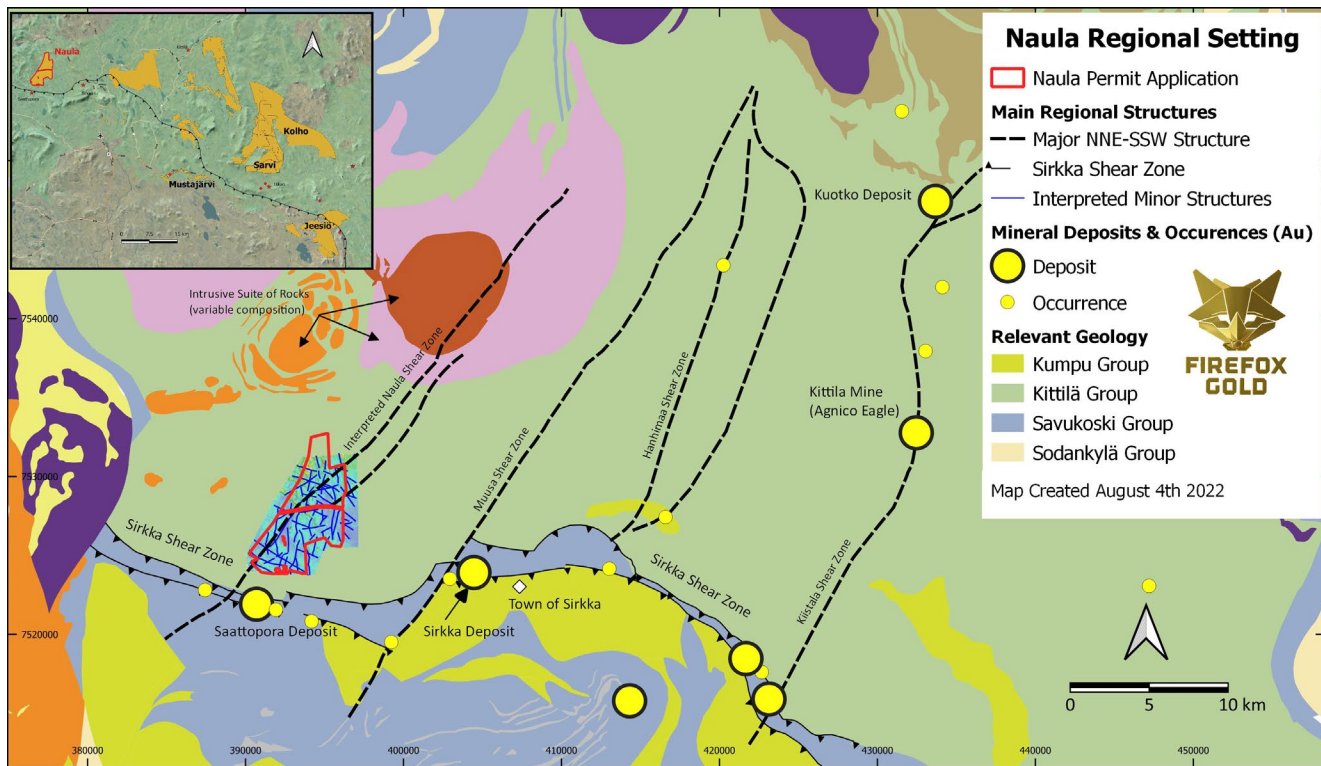 Naula
Kolho
Sarvi
Mustajärvi
Jeesiö
0 7.5 15 km
Naula Regional Setting
Naula Permit Application
Main Regional Structures
Major NNE-SSW Structure
Sirkka Shear Zone
Interpreted Minor Structures
Mineral Deposits & Occurences (Au)
Deposit
Occurrence
Relevant Geology
Kumpu Group
Kittilä Group
Savukoski Group
Sodankylä Group
Map Created August 4th 2022
FIREFOX
GOLD
Kuotko Deposit
Intrusive Suite of Rocks
(variable composition)
Interpreted Naula Shear Zone
Muusa Shear Zone
Hanhimaa Shear Zone
Kittila Mine
(Agnico Eagle)
Kiistala Shear Zone
Sirkka Shear Zone
Sirkka Shear Zone
Saattopora Deposit
Sirkka Deposit
Town of Sirkka
0 5 10 km
7540000
7530000
7520000
380000 390000 400000 410000 420000 430000 440000 450000